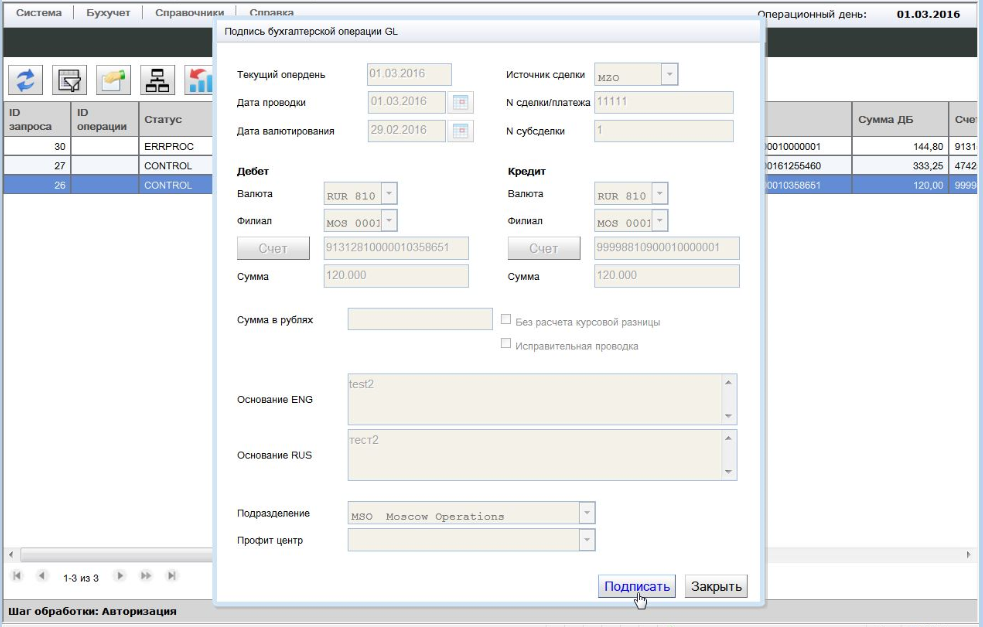 Система Бухучет Справочники Справка Операционный день: 01.03.2016
Подпись бухгалтерской операции GL
ID запроса ID операции Статус Сумма ДБ Счет
30 ERRPROC 00010000001 144,80 9131
27 CONTROL 00161255460 333,25 4742
26 CONTROL 00010358651 120,00 9999
Текущий опердень 01.03.2016 Источник сделки MZO
Дата проводки 01.03.2016 N сделки/платежа 11111
Дата валютирования 29.02.2016 N субсделки 1
Дебет Кредит
Валюта RUR 810 Валюта RUR 810
Филиал MOS 0001 Филиал MOS 0001
Счет 91312810000010358651 Счет 99998810900010000001
Сумма 120.000 Сумма 120.000
Сумма в рублях Без расчета курсовой разницы
Исправительная проводка
Основание ENG test2
Основание RUS тест2
Подразделение MSO Moscow Operations
Профит центр
1-3 из 3
Подписать Закрыть
Шаг обработки: Авторизация